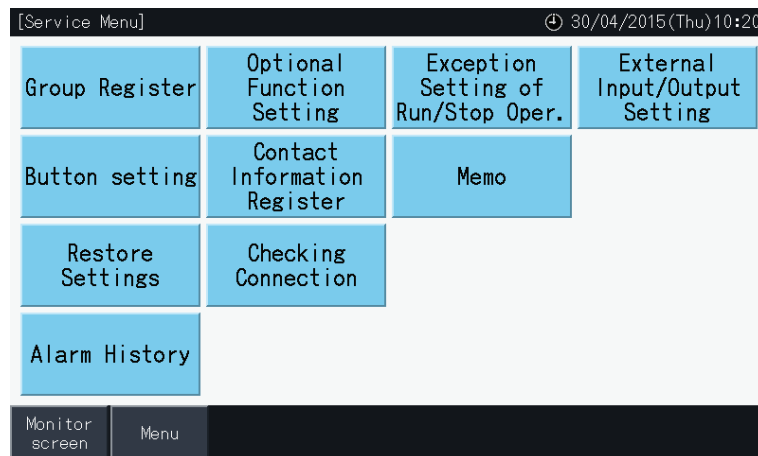 [Service Menu]
30/04/2015(Thu)10:20
Group Register
Optional
Function
Setting
Exception
Setting of
Run/Stop Oper.
External
Input/Output
Setting
Button setting
Contact
Information
Register
Memo
Restore
Settings
Checking
Connection
Alarm History
Monitor
screen
Menu